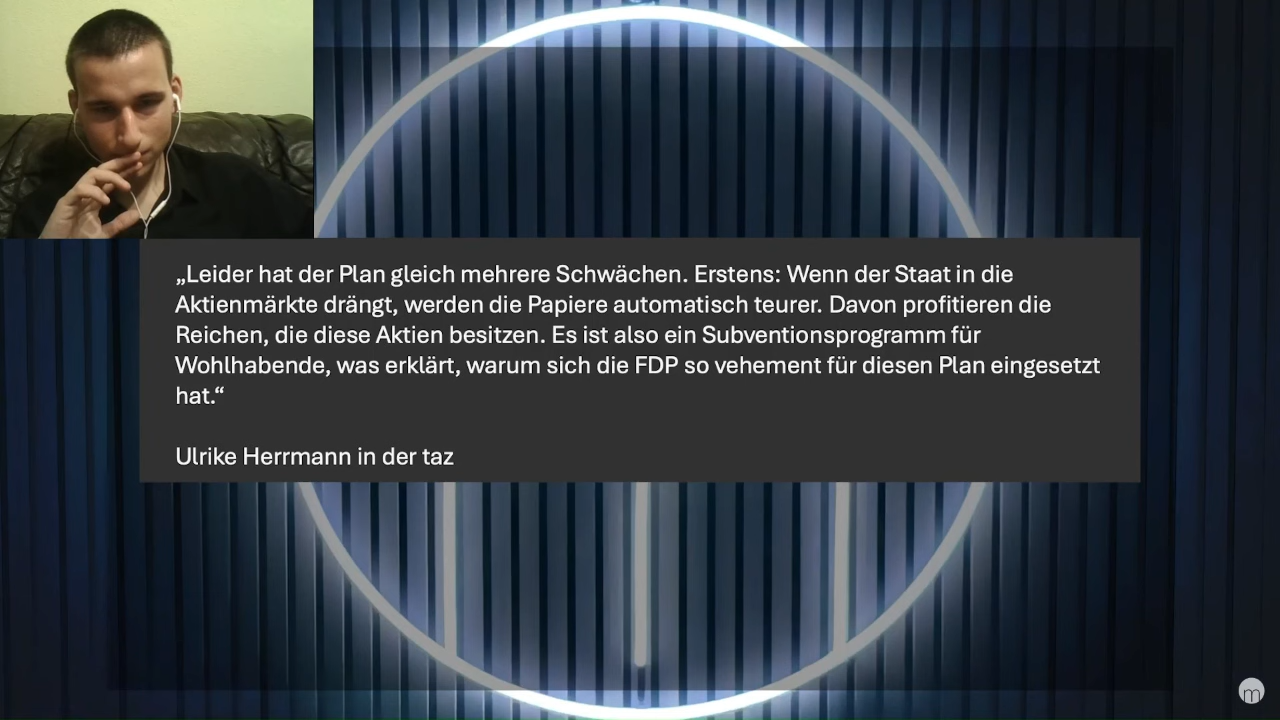 „Leider hat der Plan gleich mehrere Schwächen. Erstens: Wenn der Staat in die
Aktienmärkte drängt, werden die Papiere automatisch teurer. Davon profitieren die
Reichen, die diese Aktien besitzen. Es ist also ein Subventionsprogramm für
Wohlhabende, was erklärt, warum sich die FDP so vehement für diesen Plan eingesetzt
hat.“
Ulrike Herrmann in der taz
m